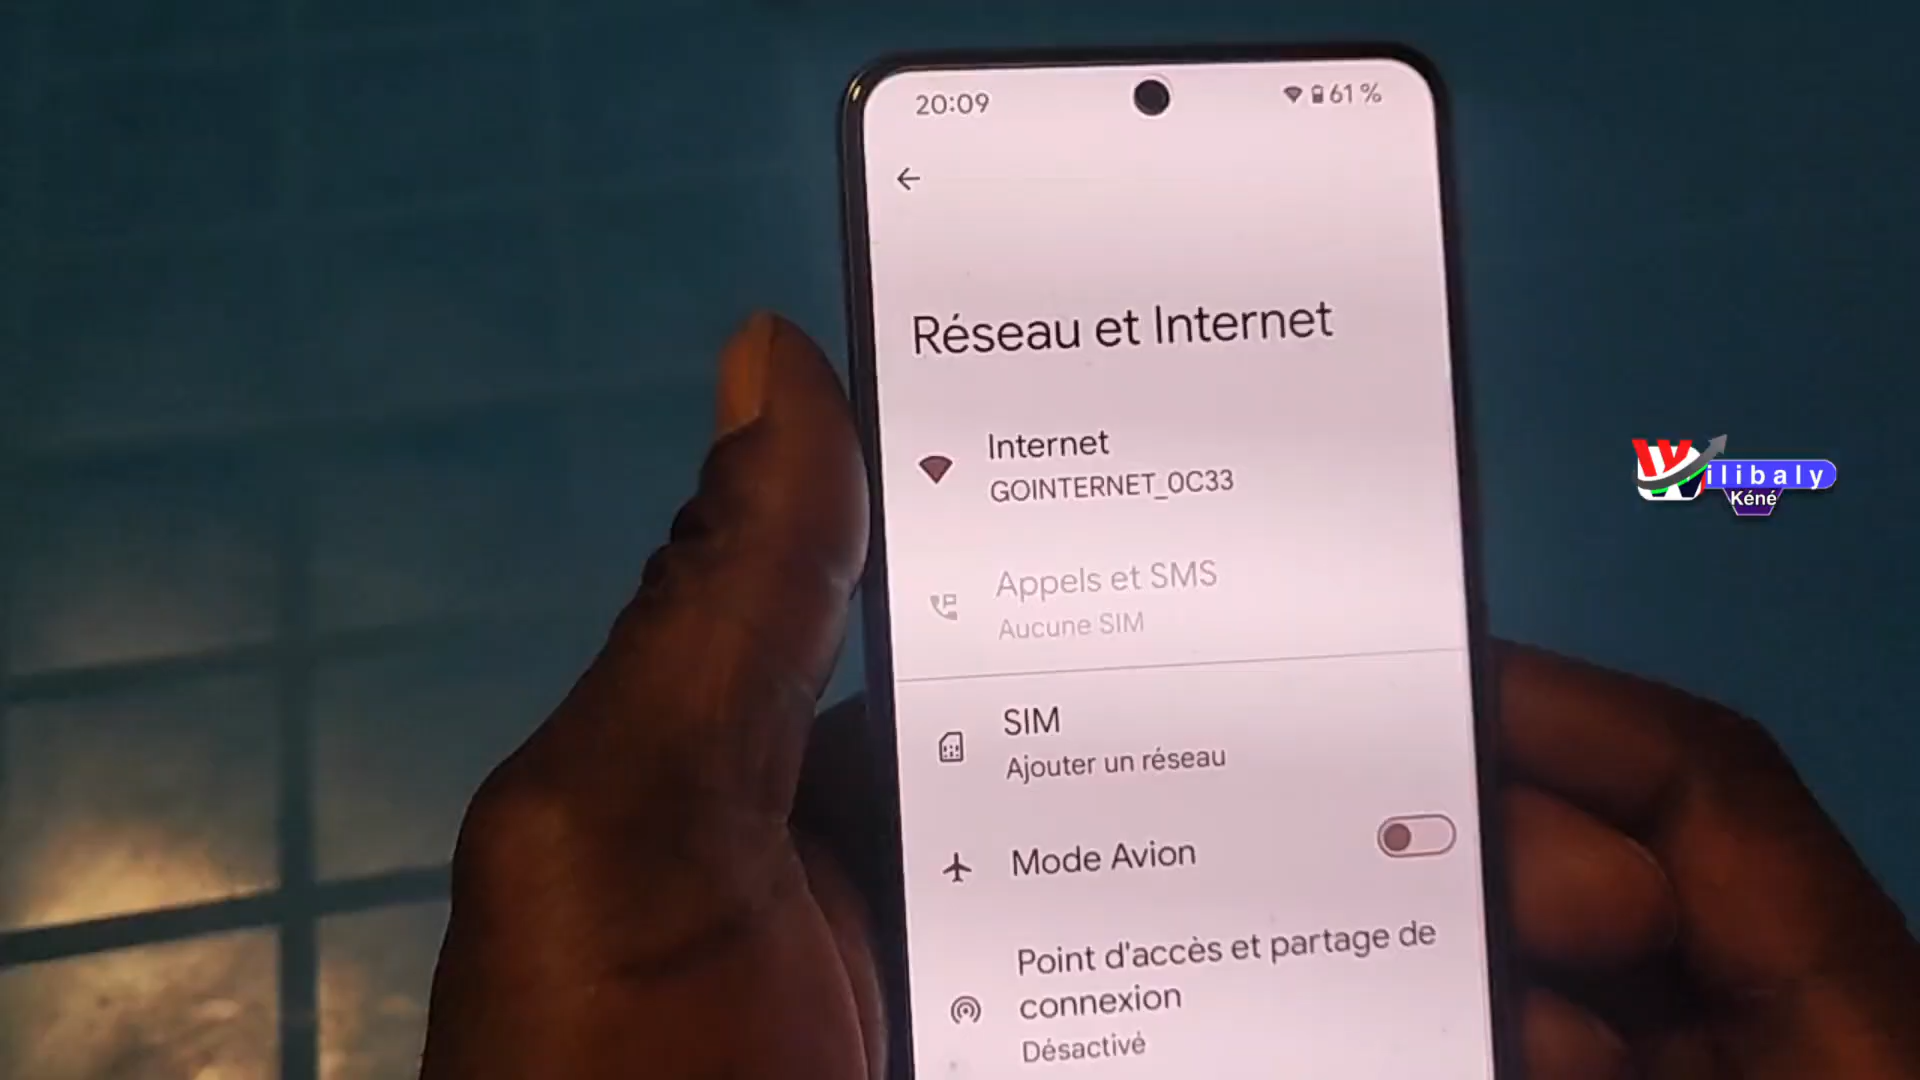 20:09
61 %
Réseau et Internet
Internet
GOINTERNET_0C33
Appels et SMS
Aucune SIM
SIM
Ajouter un réseau
Mode Avion
Point d'accès et partage de
connexion
Désactivé
Wilibaly
Kéné